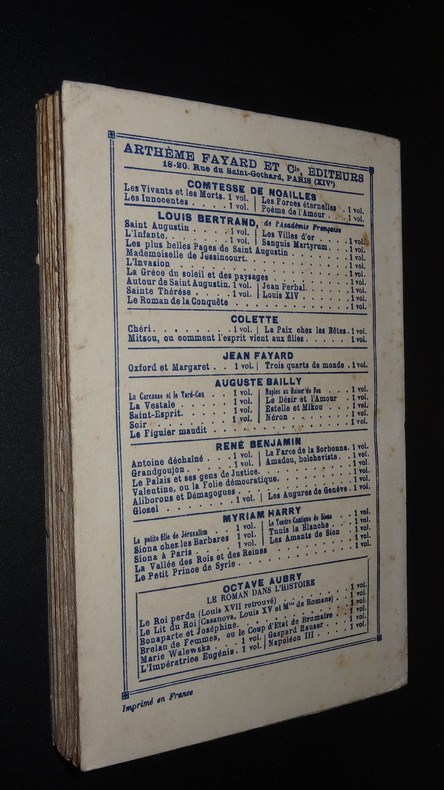 ARTHÈME FAYARD ET Cie, ÉDITEURS
18-20, Rue du Saint-Gothard, PARIS (XIVe)
COMTESSE DE NOAILLES
Les Vivants et les Morts. 1 vol. | Les Forces éternelles . . 1 vol.
Les Innocentes . . . . . 1 vol. | Poème de l'Amour . . . 1 vol.
LOUIS BERTRAND, de l'Académie Française
Saint Augustin . . . . . 1 vol. | Les Villes d'or . . . . . 1 vol.
L'Infante. . . . . . . 1 vol. | Sanguis Martyrum. . . . 1 vol.
Les plus belles Pages de Saint Augustin . . . . . . 1 vol.
Mademoiselle de Jessincourt. . . . . . . . 1 vol.
L'Invasion . . . . . . . . . . . 1 vol.
La Grèce du soleil et des paysages . . . . . . . 1 vol.
Autour de Saint Augustin. 1 vol. | Jean Perbal. . . . . . 1 vol.
Sainte Thérèse . . . . . 1 vol. | Louis XIV . . . . . . 1 vol.
Le Roman de la Conquête . . . . . . . . . 1 vol.
COLETTE
Chéri. . . . . . . . 1 vol. | La Paix chez les Bêtes. 1 vol.
Mitsou, ou comment l'esprit vient aux filles . . . . . 1 vol.
JEAN FAYARD
Oxford et Margaret . . 1 vol. | Trois quarts de monde . 1 vol.
AUGUSTE BAILLY
La Carcasse et le Tord-Cou . 1 vol. | Naples au Baiser de Feu . . 1 vol.
La Vestale . . . . . . 1 vol. | Le Désir et l'Amour . . 1 vol.
Saint-Esprit. . . . . . 1 vol. | Estelle et Mikou . . . . 1 vol.
Soir . . . . . . . . 1 vol. | Néron . . . . . . . 1 vol.
Le Figuier maudit . . . . . . . . . . 1 vol.
RENÉ BENJAMIN
Antoine déchaîné . . . . 1 vol. | La Farce de la Sorbonne. 1 vol.
Grandgoujon. . . . . . 1 vol. | Amadou, bolcheviste. . . 1 vol.
Le Palais et ses gens de Justice. . . . . . . 1 vol.
Valentine, ou la Folie démocratique. . . . . . . 1 vol.
Aliborons et Démagogues . . . . . . . . 1 vol.
Glozel . . . . . . . 1 vol. | Les Augures de Genève . 1 vol.
MYRIAM HARRY
La petite fille de Jérusalem . . 1 vol. | Le Tendre Cantique de Siona 1 vol.
Siona chez les Barbares 1 vol. | Tunis la Blanche . . . . 1 vol.
Siona à Paris . . . . . 1 vol. | Les Amants de Sion . . 1 vol.
La Vallée des Rois et des Reines . . . . . . 1 vol.
Le Petit Prince de Syrie . . . . . . . . 1 vol.
OCTAVE AUBRY
LE ROMAN DANS L'HISTOIRE
Le Roi perdu (Louis XVII retrouvé) . . . . . . 1 vol.
Le Lit du Roi (Casanova, Louis XV et Mlle de Romans) . . 1 vol.
Bonaparte et Joséphine. . . . . . . . . 1 vol.
Brelan de Femmes, ou le Coup d'Etat de Brumaire . . 1 vol.
Marie Walewska . . . . 1 vol. | Gaspard Hauser . . . . 1 vol.
L'Impératrice Eugénie . 1 vol. | Napoléon III . . . . . 1 vol.
Imprimé en France